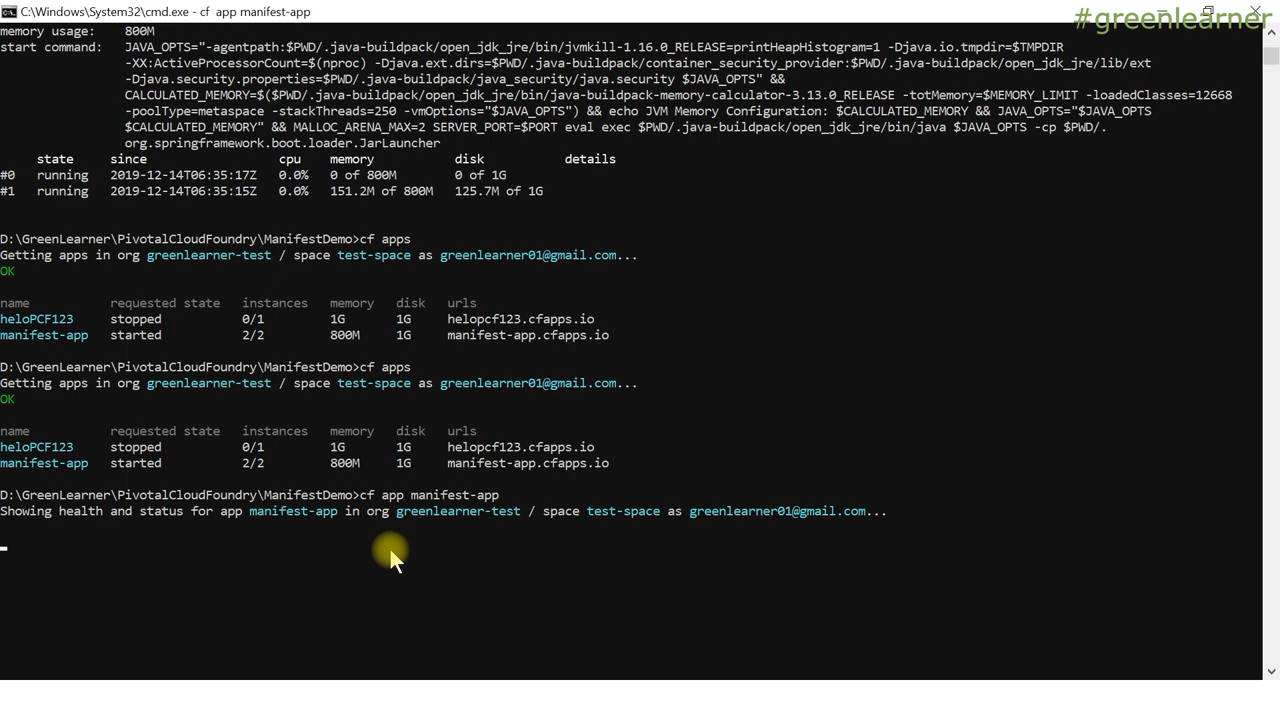 C:\Windows\System32\cmd.exe - cf app manifest-app
#greenlearner
memory usage: 800M
start command: JAVA_OPTS="-agentpath:$PWD/.java-buildpack/open_jdk_jre/bin/jvmkill-1.16.0_RELEASE=printHeapHistogram=1 -Djava.io.tmpdir=$TMPDIR
-XX:ActiveProcessorCount=$(nproc) -Djava.ext.dirs=$PWD/.java-buildpack/container_security_provider:$PWD/.java-buildpack/open_jdk_jre/lib/ext
-Djava.security.properties=$PWD/.java-buildpack/java_security/java.security $JAVA_OPTS" &&
CALCULATED_MEMORY=$($PWD/.java-buildpack/open_jdk_jre/bin/java-buildpack-memory-calculator-3.13.0_RELEASE -totMemory=$MEMORY_LIMIT -loadedClasses=12668
-poolType=metaspace -stackThreads=250 -vmOptions="$JAVA_OPTS") && echo JVM Memory Configuration: $CALCULATED_MEMORY && JAVA_OPTS="$JAVA_OPTS
$CALCULATED_MEMORY" && MALLOC_ARENA_MAX=2 SERVER_PORT=$PORT eval exec $PWD/.java-buildpack/open_jdk_jre/bin/java $JAVA_OPTS -cp $PWD/.
org.springframework.boot.loader.JarLauncher
state since cpu memory disk details
#0 running 2019-12-14T06:35:17Z 0.0% 0 of 800M 0 of 1G
#1 running 2019-12-14T06:35:15Z 0.0% 151.2M of 800M 125.7M of 1G
D:\GreenLearner\PivotalCloudFoundry\ManifestDemo>cf apps
Getting apps in org greenlearner-test / space test-space as greenlearner01@gmail.com...
OK
name requested state instances memory disk urls
heloPCF123 stopped 0/1 1G 1G helopcf123.cfapps.io
manifest-app started 2/2 800M 1G manifest-app.cfapps.io
D:\GreenLearner\PivotalCloudFoundry\ManifestDemo>cf apps
Getting apps in org greenlearner-test / space test-space as greenlearner01@gmail.com...
OK
name requested state instances memory disk urls
heloPCF123 stopped 0/1 1G 1G helopcf123.cfapps.io
manifest-app started 2/2 800M 1G manifest-app.cfapps.io
D:\GreenLearner\PivotalCloudFoundry\ManifestDemo>cf app manifest-app
Showing health and status for app manifest-app in org greenlearner-test / space test-space as greenlearner01@gmail.com...